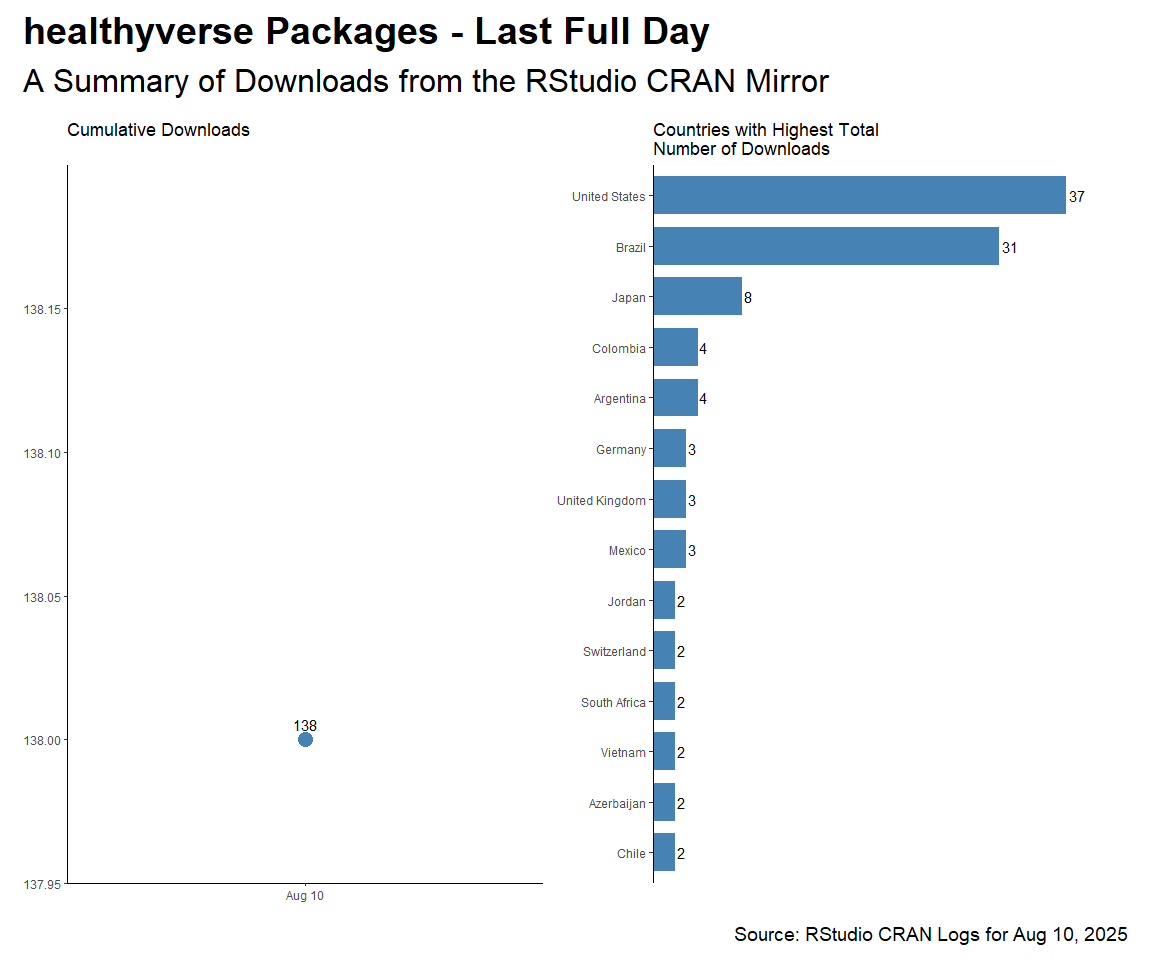 healthyverse Packages - Last Full Day
A Summary of Downloads from the RStudio CRAN Mirror
Cumulative Downloads
138.15
138.10
138.05
138.00
137.95
138
Aug 10
Countries with Highest Total
Number of Downloads
United States 37
Brazil 31
Japan 8
Colombia 4
Argentina 4
Germany 3
United Kingdom 3
Mexico 3
Jordan 2
Switzerland 2
South Africa 2
Vietnam 2
Azerbaijan 2
Chile 2
Source: RStudio CRAN Logs for Aug 10, 2025